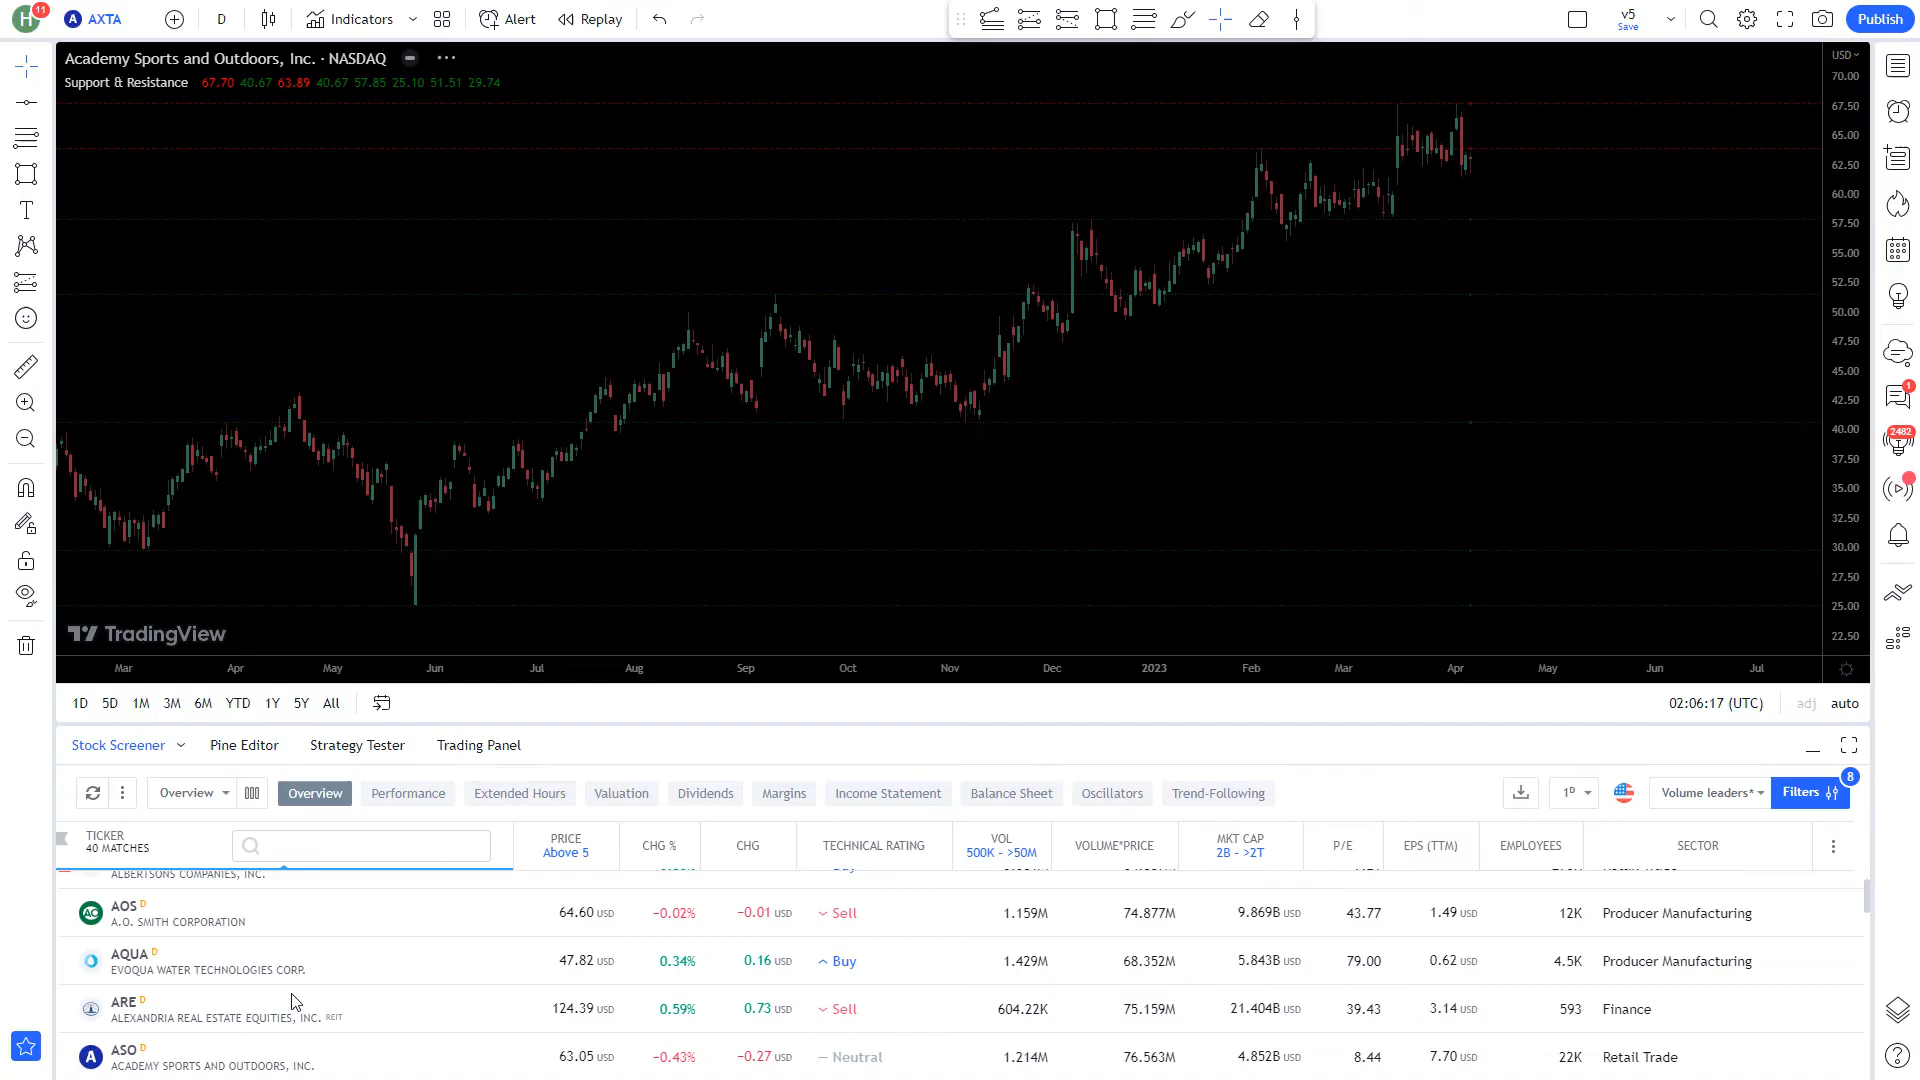 H 11 A AXTA D Indicators Alert Replay v5 Save Publish
Academy Sports and Outdoors, Inc. · NASDAQ
Support & Resistance 67.70 40.67 63.89 40.67 57.85 25.10 51.51 29.74
USD
70.00
67.50
65.00
62.50
60.00
57.50
55.00
52.50
50.00
47.50
45.00
42.50
40.00
37.50
35.00
32.50
30.00
27.50
25.00
22.50
1
2482
TradingView
Mar Apr May Jun Jul Aug Sep Oct Nov Dec 2023 Feb Mar Apr May Jun Jul
1D 5D 1M 3M 6M YTD 1Y 5Y All 02:06:17 (UTC) adj auto
Stock Screener Pine Editor Strategy Tester Trading Panel
Overview Overview Performance Extended Hours Valuation Dividends Margins Income Statement Balance Sheet Oscillators Trend-Following 1D Volume leaders* Filters 8
TICKER PRICE CHG % CHG TECHNICAL RATING VOL VOLUME*PRICE MKT CAP P/E EPS (TTM) EMPLOYEES SECTOR
40 MATCHES Above 5 500K - >50M 2B - >2T
ALBERTSONS COMPANIES, INC.
AOS D 64.60 USD −0.02% −0.01 USD Sell 1.159M 74.877M 9.869B USD 43.77 1.49 USD 12K Producer Manufacturing
A.O. SMITH CORPORATION
AQUA D 47.82 USD 0.34% 0.16 USD Buy 1.429M 68.352M 5.843B USD 79.00 0.62 USD 4.5K Producer Manufacturing
EVOQUA WATER TECHNOLOGIES CORP.
ARE D 124.39 USD 0.59% 0.73 USD Sell 604.22K 75.159M 21.404B USD 39.43 3.14 USD 593 Finance
ALEXANDRIA REAL ESTATE EQUITIES, INC. REIT
ASO D 63.05 USD −0.43% −0.27 USD — Neutral 1.214M 76.563M 4.852B USD 8.44 7.70 USD 22K Retail Trade
ACADEMY SPORTS AND OUTDOORS, INC.